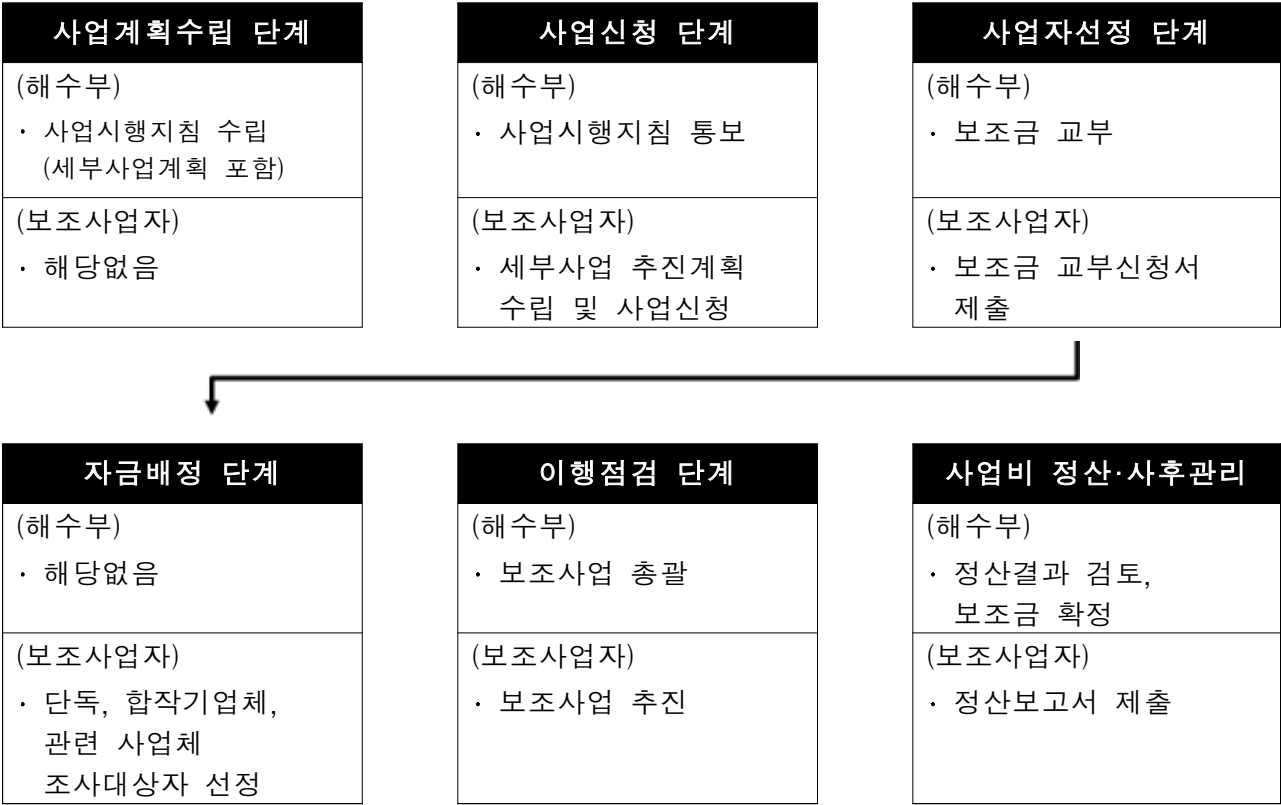 사업계획수립 단계
(해수부)
· 사업시행지침 수립
(세부사업계획 포함)
(보조사업자)
· 해당없음
사업신청 단계
(해수부)
· 사업시행지침 통보
(보조사업자)
· 세부사업 추진계획
수립 및 사업신청
사업자선정 단계
(해수부)
· 보조금 교부
(보조사업자)
· 보조금 교부신청서
제출
자금배정 단계
(해수부)
· 해당없음
(보조사업자)
· 단독, 합작기업체,
관련 사업체
조사대상자 선정
이행점검 단계
(해수부)
· 보조사업 총괄
(보조사업자)
· 보조사업 추진
사업비 정산·사후관리
(해수부)
· 정산결과 검토,
보조금 확정
(보조사업자)
· 정산보고서 제출